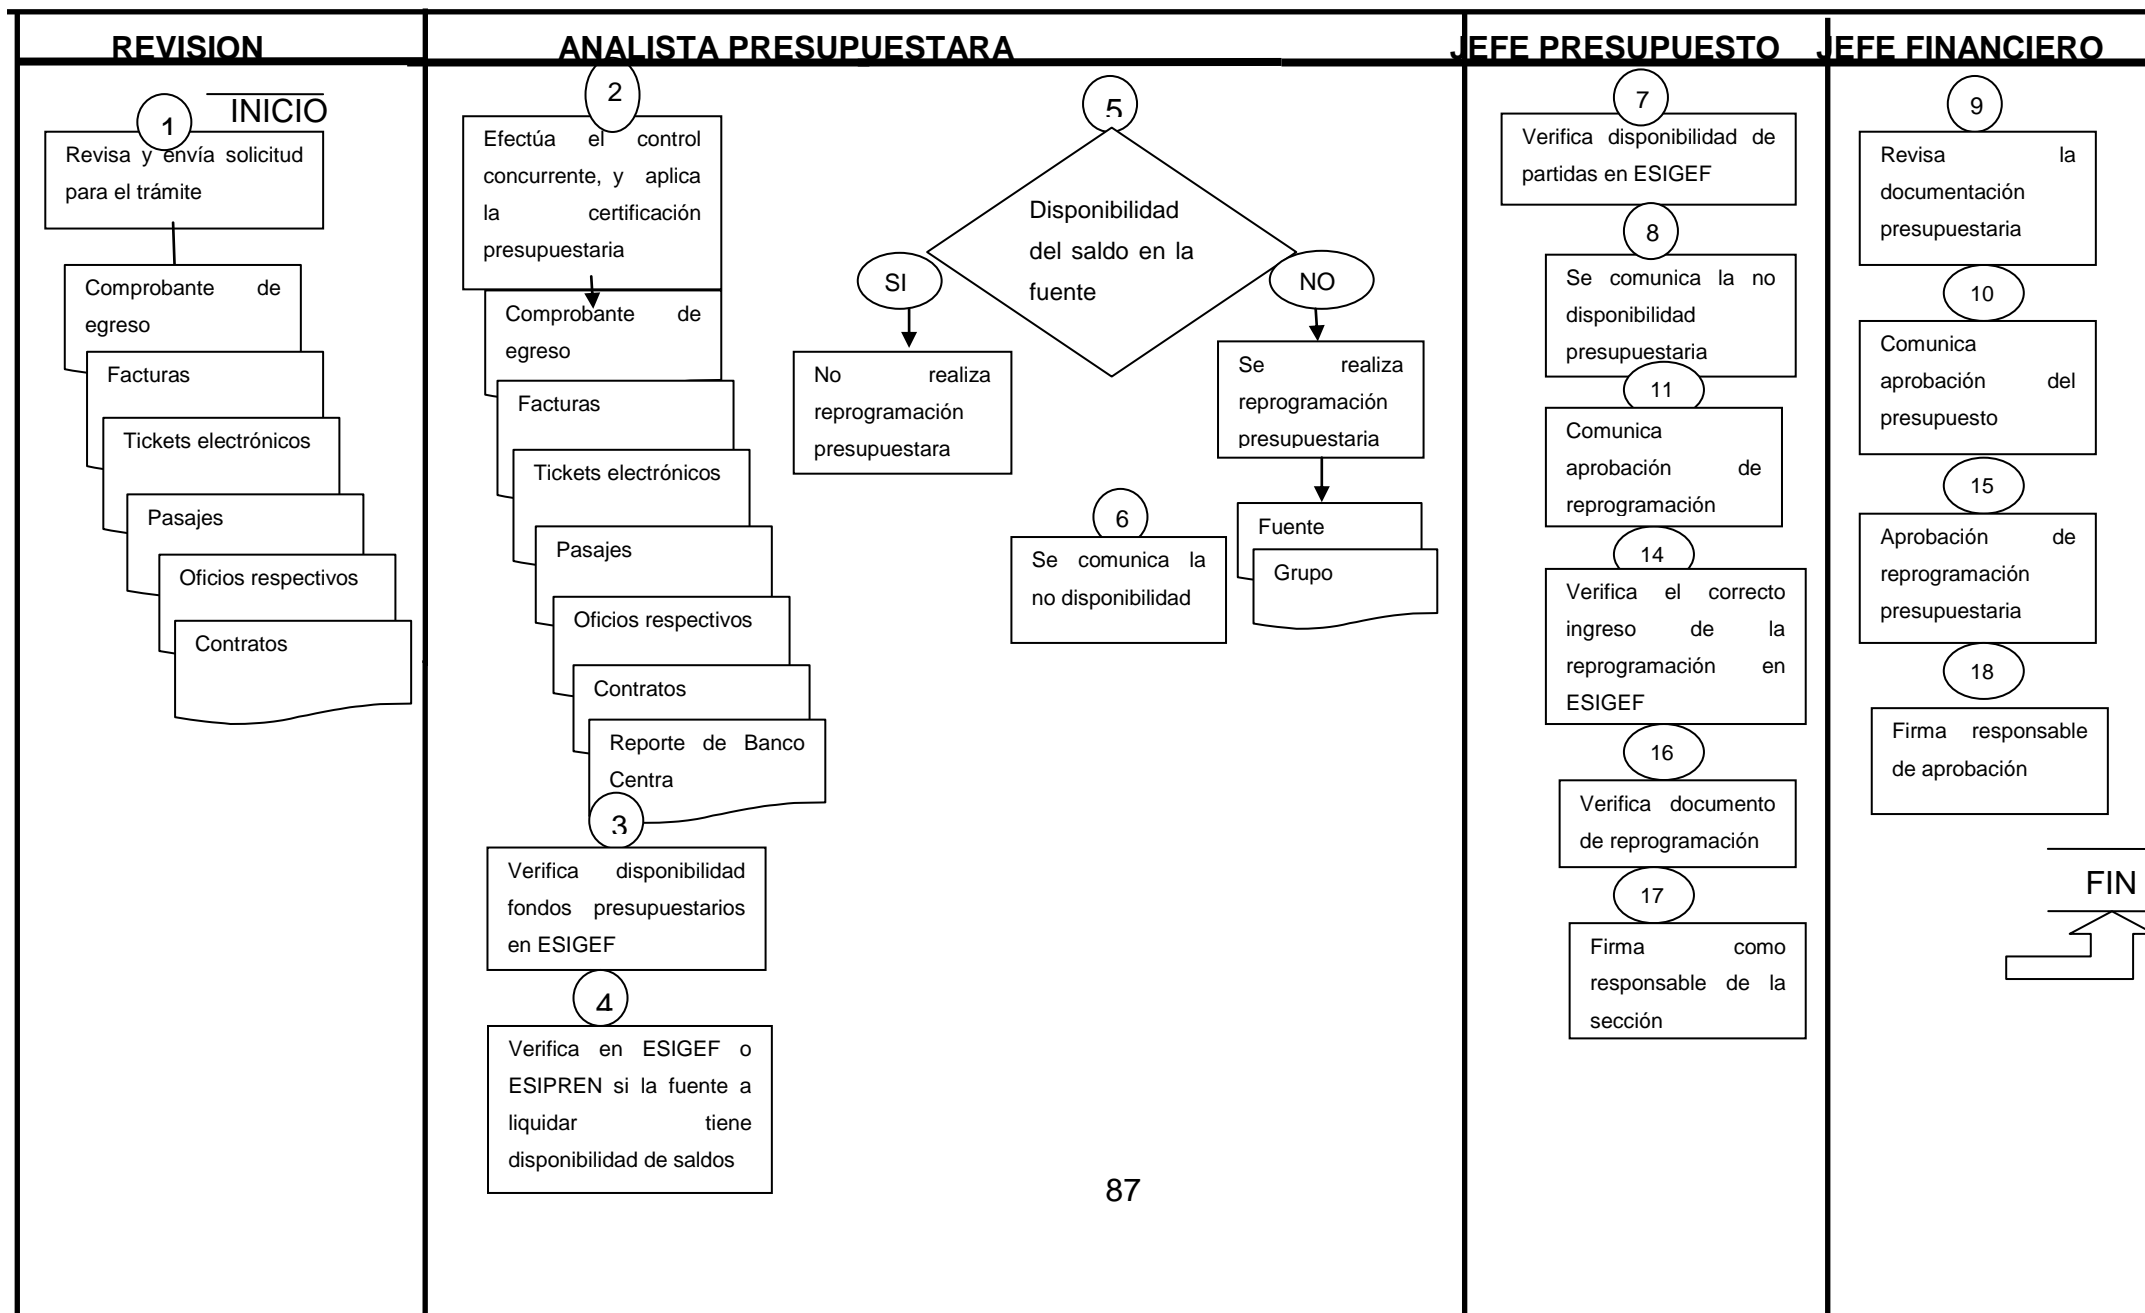 REVISION
ANALISTA PRESUPUESTARA
JEFE PRESUPUESTO
JEFE FINANCIERO
1
INICIO
Revisa y envía solicitud
para el trámite
Comprobante de
egreso
Facturas
Tickets electrónicos
Pasajes
Oficios respectivos
Contratos
2
Efectúa el control
concurrente, y aplica
la certificación
presupuestaria
Comprobante de
egreso
Facturas
Tickets electrónicos
Pasajes
Oficios respectivos
Contratos
Reporte de Banco
Centra
3
Verifica disponibilidad
fondos presupuestarios
en ESIGEF
4
Verifica en ESIGEF o
ESIPREN si la fuente a
liquidar tiene
disponibilidad de saldos
5
Disponibilidad
del saldo en la
fuente
SI
NO
No realiza
reprogramación
presupuestara
Se realiza
reprogramación
presupuestaria
Fuente
Grupo
6
Se comunica la
no disponibilidad
7
Verifica disponibilidad de
partidas en ESIGEF
8
Se comunica la no
disponibilidad
presupuestaria
11
Comunica
aprobación de
reprogramación
14
Verifica el correcto
ingreso de la
reprogramación en
ESIGEF
16
Verifica documento
de reprogramación
17
Firma como
responsable de la
sección
9
Revisa la
documentación
presupuestaria
10
Comunica
aprobación del
presupuesto
15
Aprobación de
reprogramación
presupuestaria
18
Firma responsable
de aprobación
FIN
87